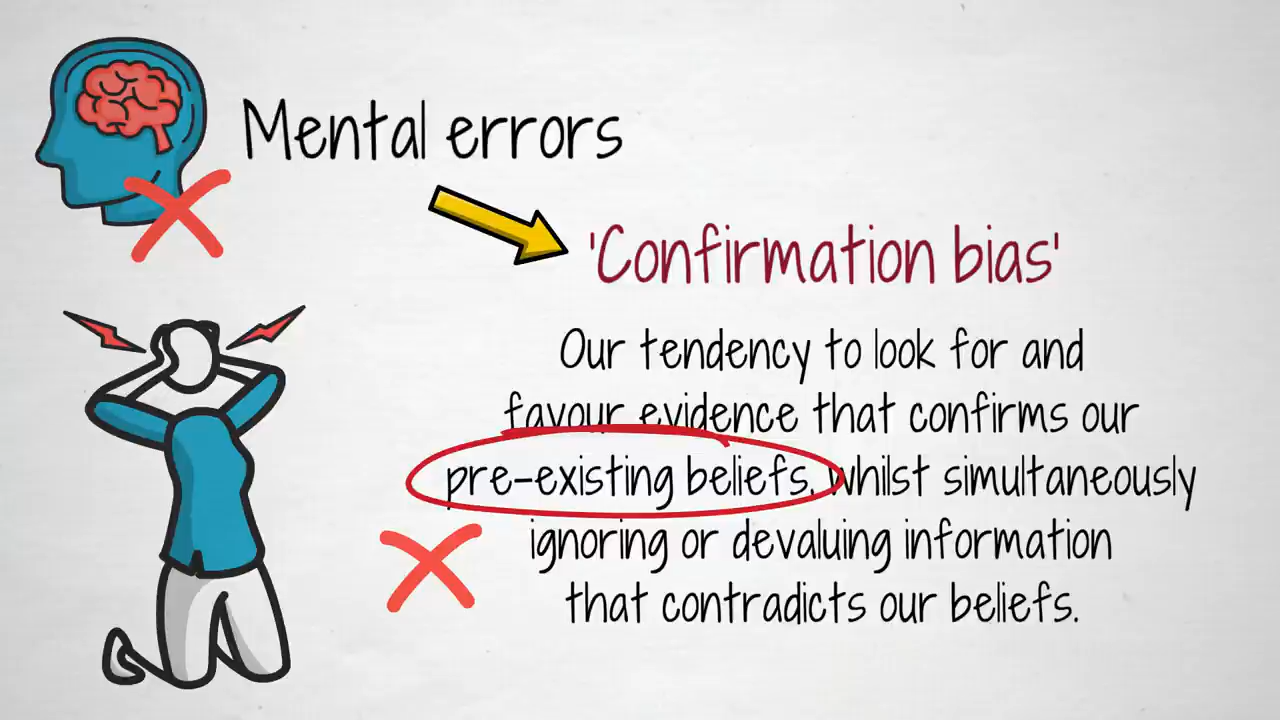 Mental errors
'Confirmation bias'
Our tendency to look for and
favour evidence that confirms our
pre-existing beliefs, whilst simultaneously
ignoring or devaluing information
that contradicts our beliefs.